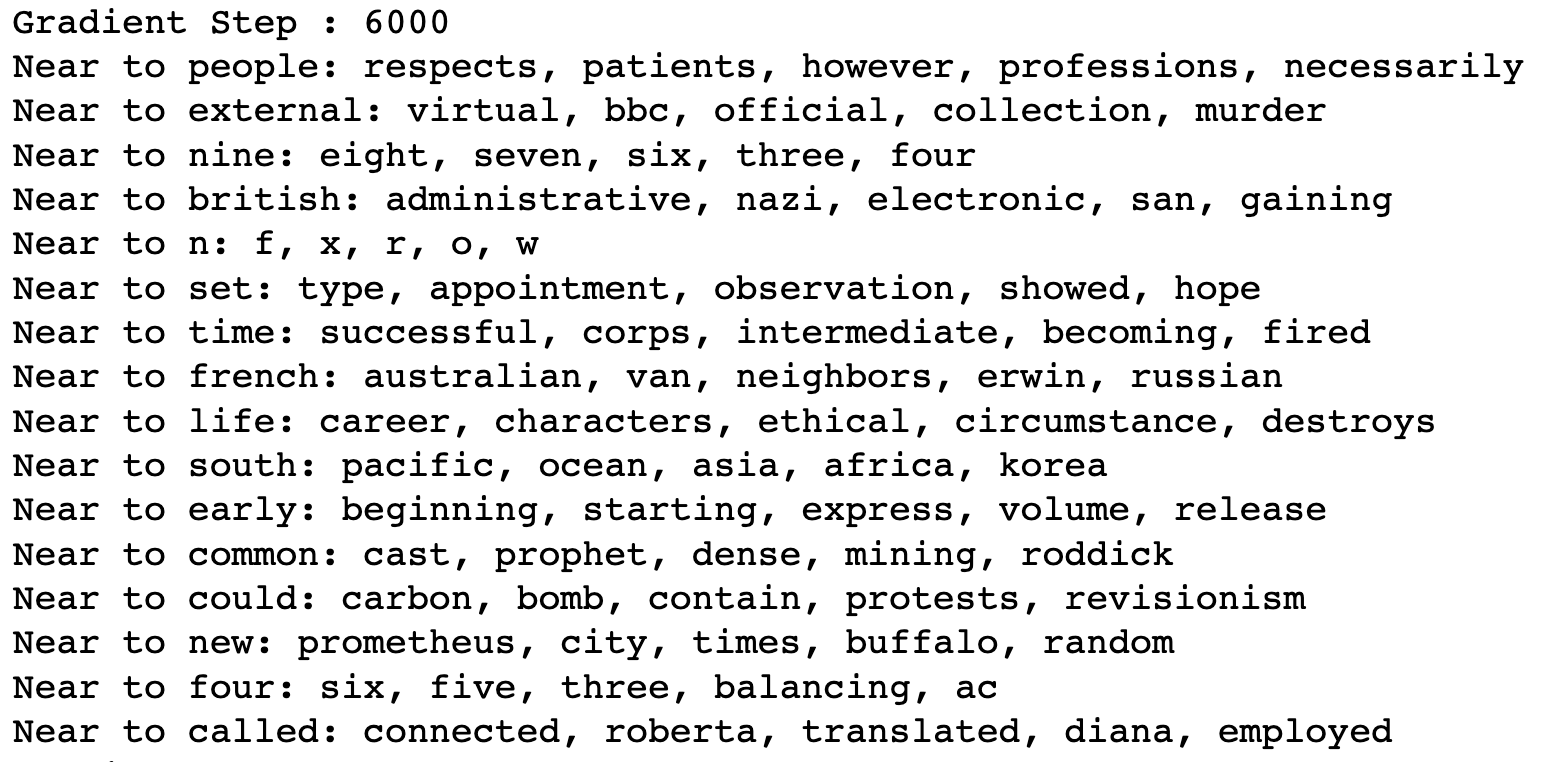 Gradient Step : 6000
Near to people: respects, patients, however, professions, necessarily
Near to external: virtual, bbc, official, collection, murder
Near to nine: eight, seven, six, three, four
Near to british: administrative, nazi, electronic, san, gaining
Near to n: f, x, r, o, w
Near to set: type, appointment, observation, showed, hope
Near to time: successful, corps, intermediate, becoming, fired
Near to french: australian, van, neighbors, erwin, russian
Near to life: career, characters, ethical, circumstance, destroys
Near to south: pacific, ocean, asia, africa, korea
Near to early: beginning, starting, express, volume, release
Near to common: cast, prophet, dense, mining, roddick
Near to could: carbon, bomb, contain, protests, revisionism
Near to new: prometheus, city, times, buffalo, random
Near to four: six, five, three, balancing, ac
Near to called: connected, roberta, translated, diana, employed